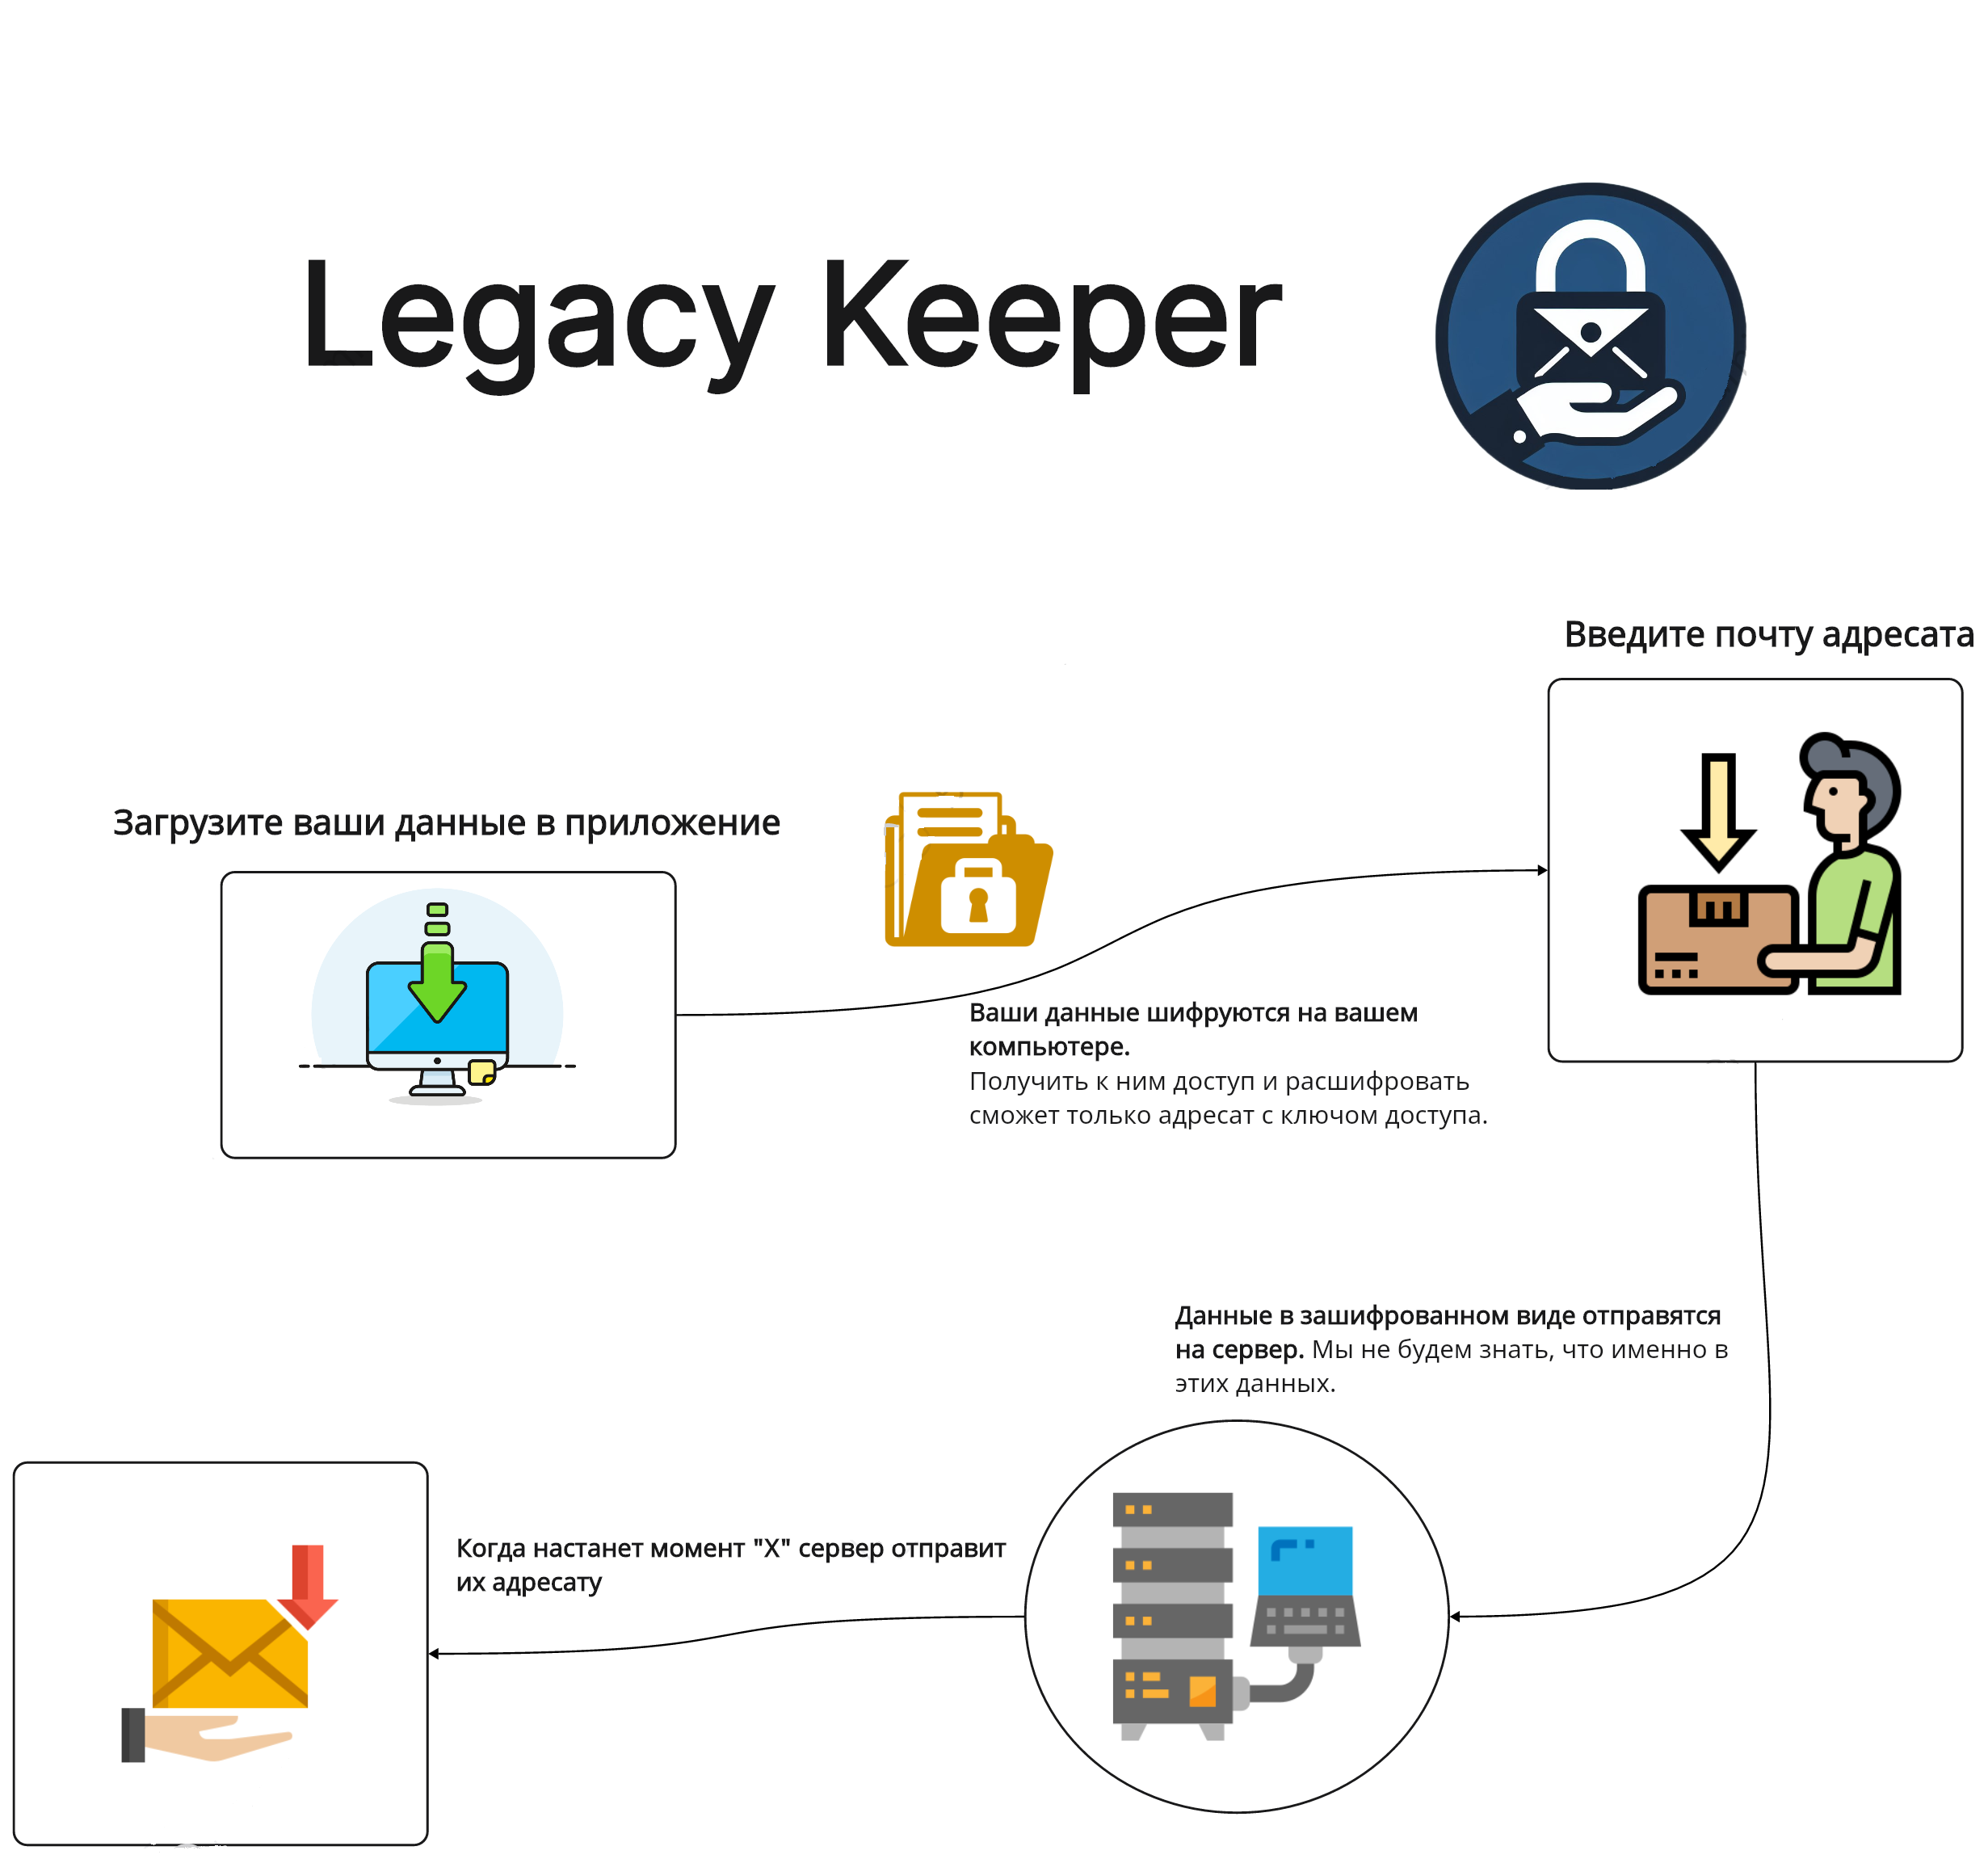 Legacy Keeper
Введите почту адресата
Загрузите ваши данные в приложение
Ваши данные шифруются на вашем
компьютере.
Получить к ним доступ и расшифровать
сможет только адресат с ключом доступа.
Данные в зашифрованном виде отправятся
на сервер. Мы не будем знать, что именно в
этих данных.
Когда настанет момент "X" сервер отправит
их адресату